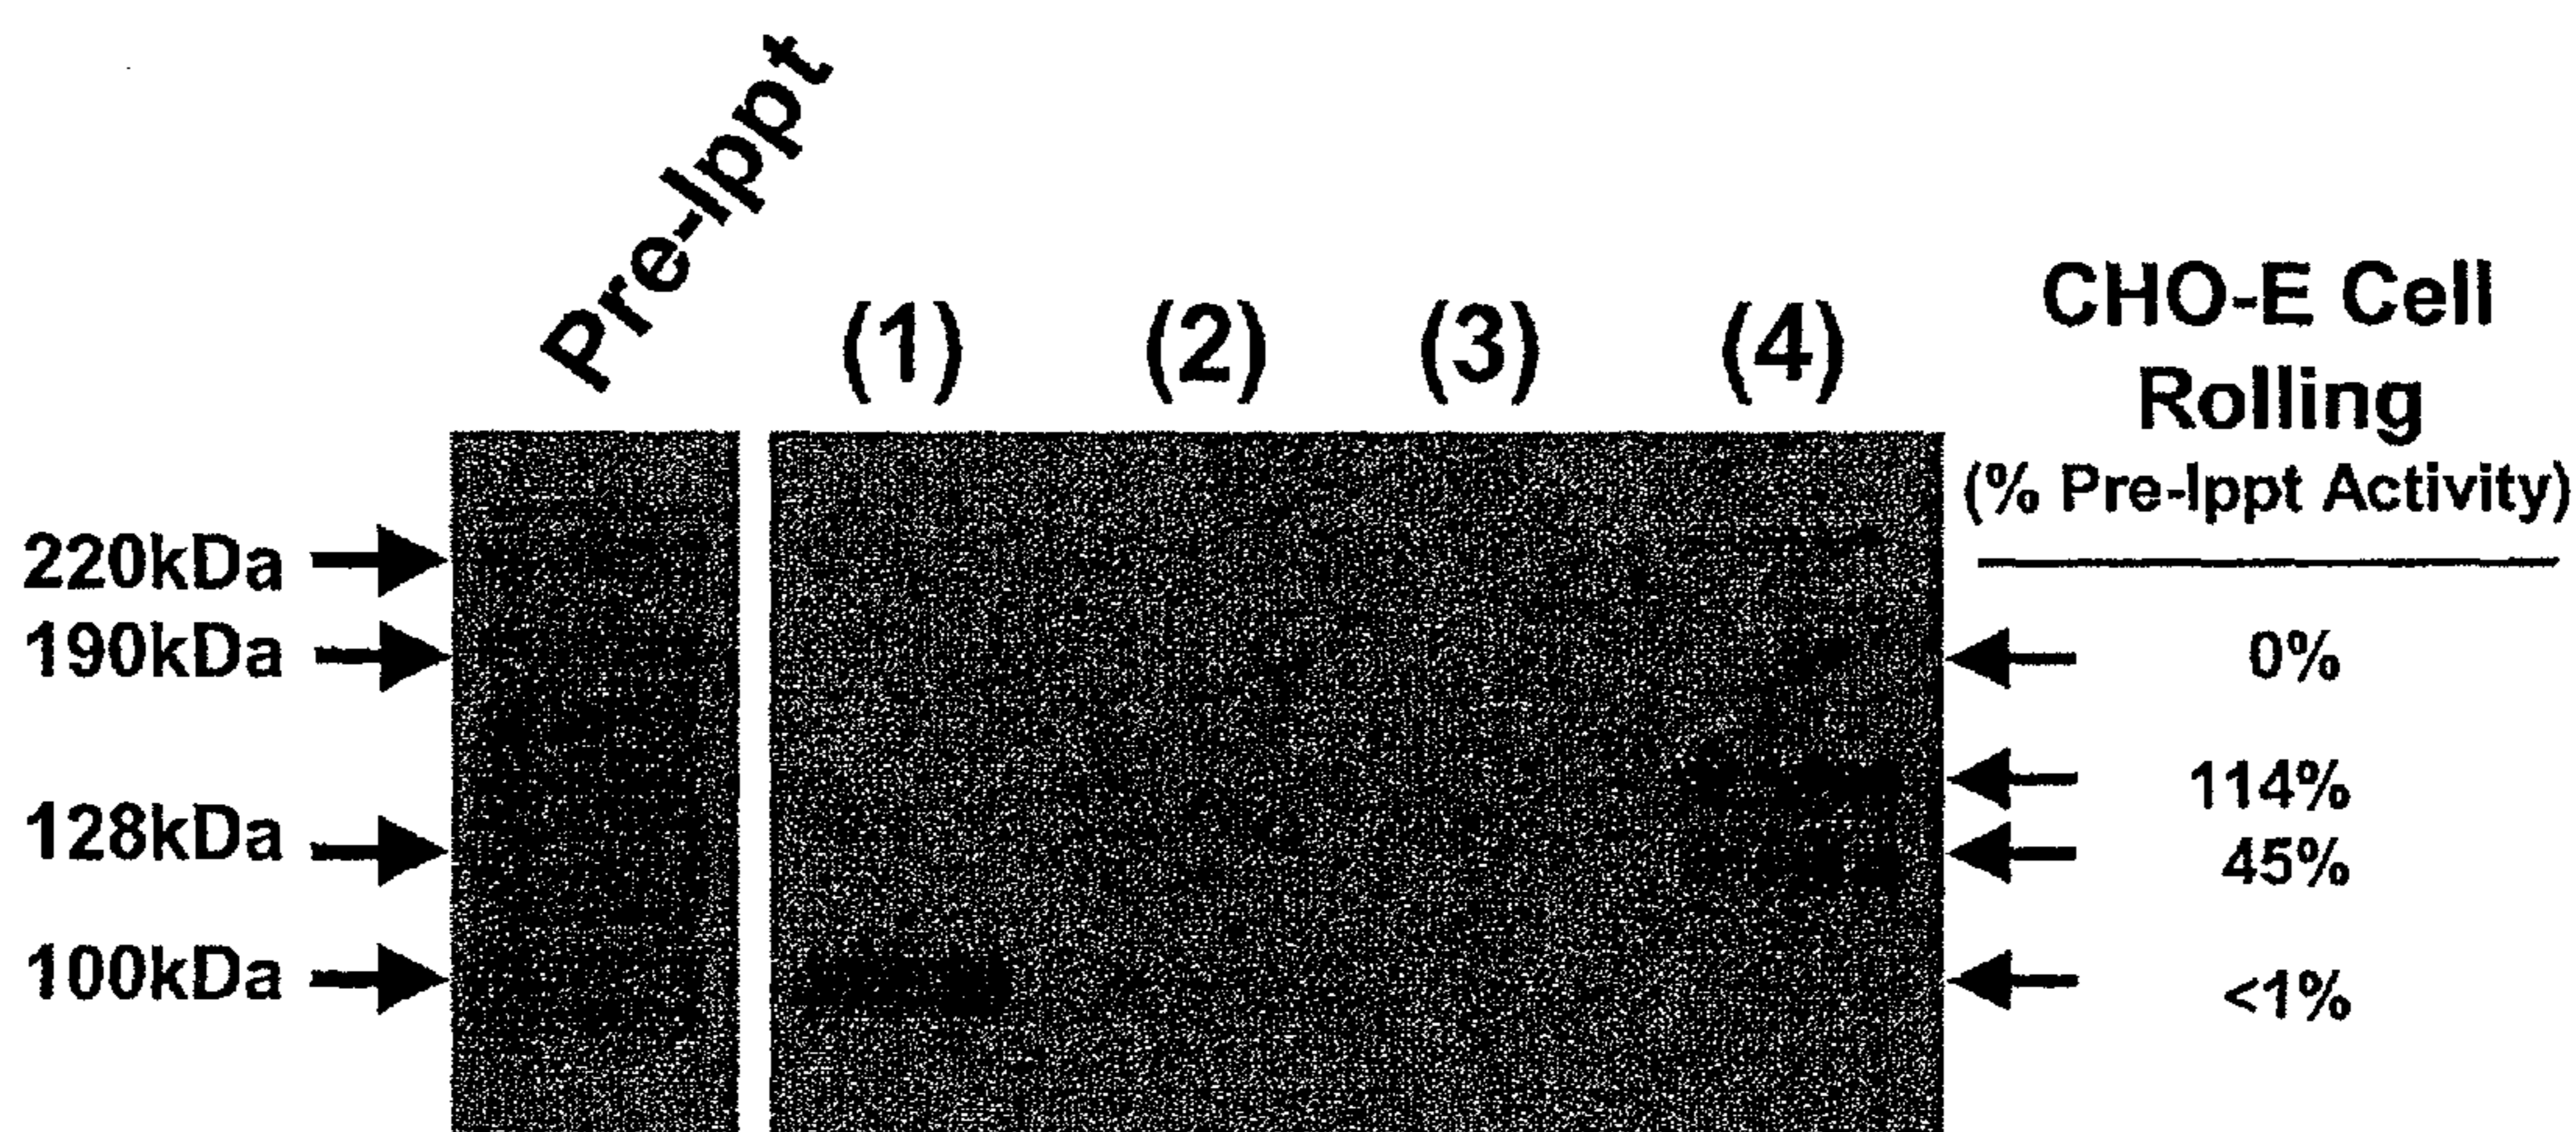 Pre-Ippt
(1) (2) (3) (4)
CHO-E Cell
Rolling
(% Pre-Ippt Activity)
220kDa
190kDa
128kDa
100kDa
0%
114%
45%
<1%